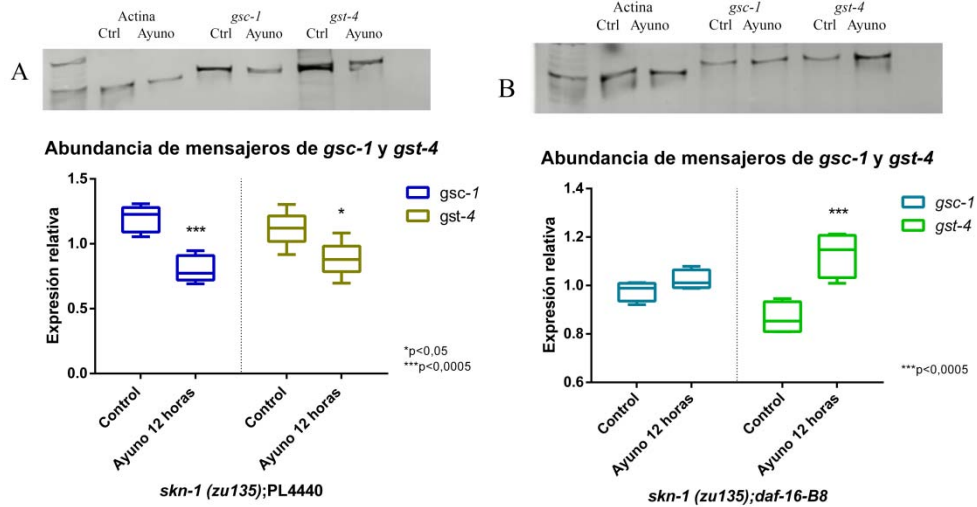 Actina gsc-1 gst-4
Ctrl Ayuno Ctrl Ayuno Ctrl Ayuno
A
Abundancia de mensajeros de gsc-1 y gst-4
Expresión relativa
1.5
1.0
0.5
0.0
***
*
gsc-1
gst-4
*p<0,05
***p<0,0005
Control
Ayuno 12 horas
Control
Ayuno 12 horas
skn-1 (zu135);PL4440
Actina gsc-1 gst-4
Ctrl Ayuno Ctrl Ayuno Ctrl Ayuno
B
Abundancia de mensajeros de gsc-1 y gst-4
Expresión relativa
1.4
1.2
1.0
0.8
0.6
***
gsc-1
gst-4
***p<0,0005
Control
Ayuno 12 horas
Control
Ayuno 12 horas
skn-1 (zu135);daf-16-B8